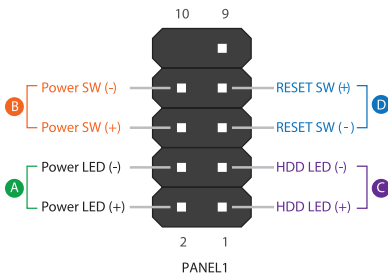 10 9
Power SW (-) RESET SW (+)
B D
Power SW (+) RESET SW (-)
Power LED (-) HDD LED (-)
A C
Power LED (+) HDD LED (+)
2 1
PANEL1